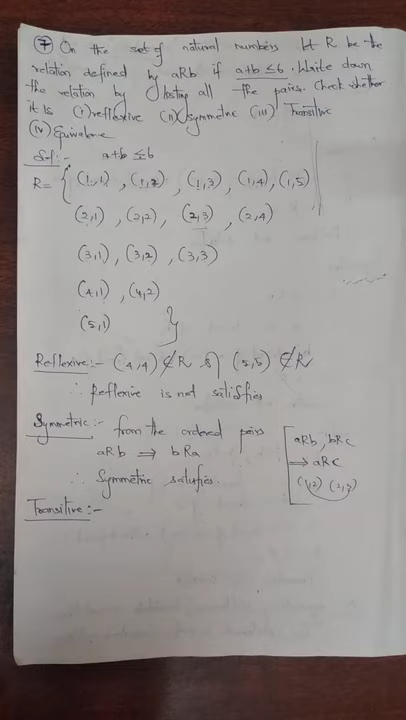 ⑦ On the set of natural numbers let R be the
relation defined by aRb if a+b ≤ 6. Write down
the relation by listing all the pairs. Check whether
it is (i) reflexive (ii) symmetric (iii) Transitive
(iv) Equivalence
Sol:- a+b ≤ 6
R = { (1,1), (1,2), (1,3), (1,4), (1,5)
(2,1), (2,2), (2,3), (2,4)
(3,1), (3,2), (3,3)
(4,1), (4,2)
(5,1) }
Reflexive:- (4,4) ∉ R & (5,5) ∉ R
∴ Reflexive is not satisfies
Symmetric:- from the ordered pairs
aRb ⇒ bRa
∴ Symmetric satisfies.
aRb, bRc
⇒ aRc
(1,2) (2,3)
Transitive:-